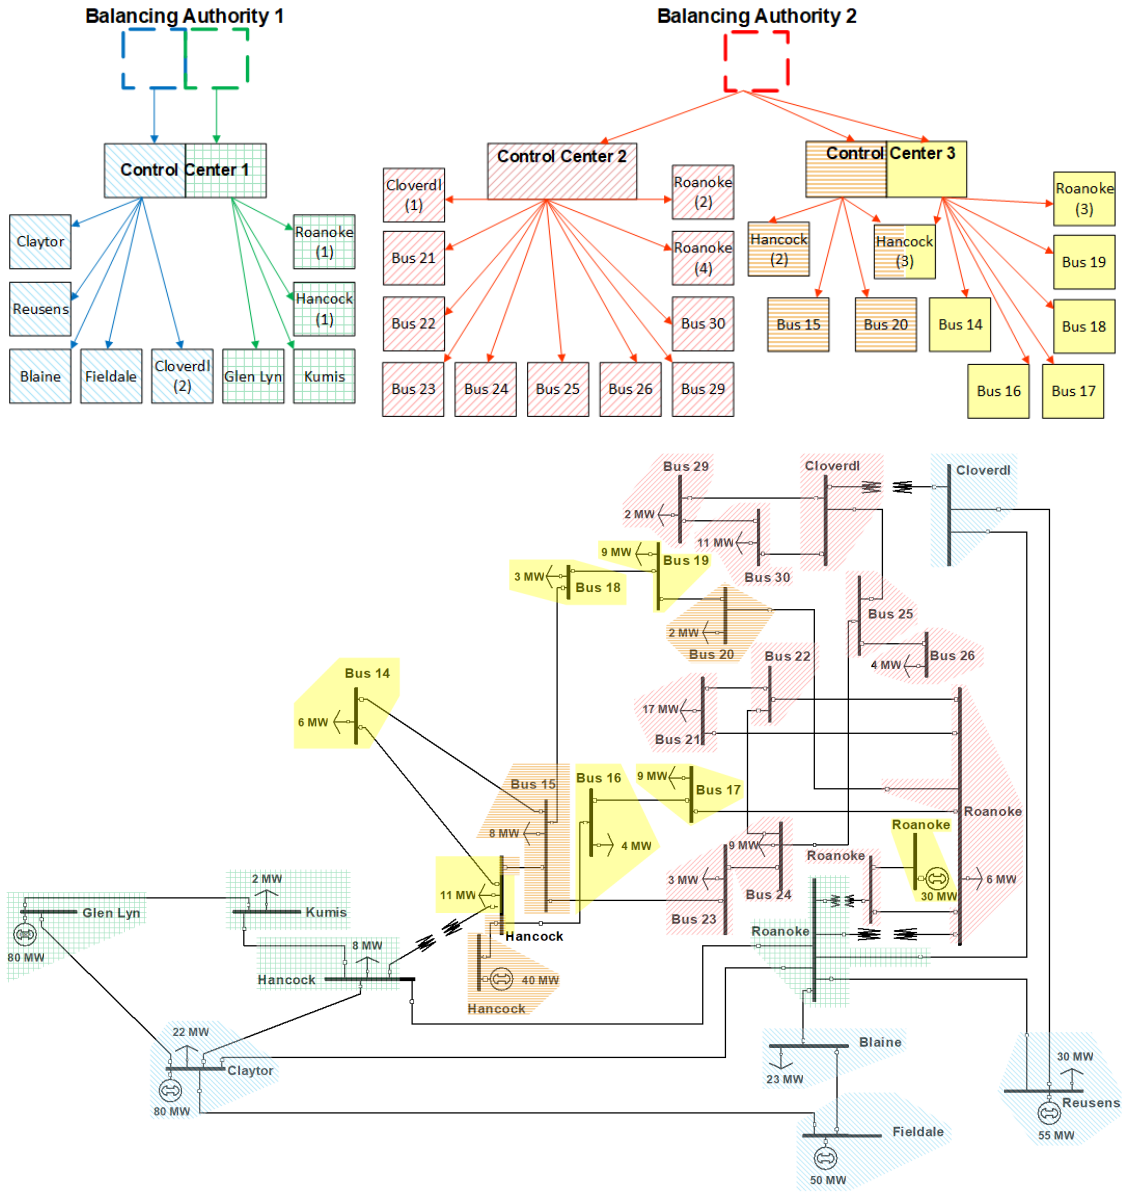 Balancing Authority 1
Balancing Authority 2
Control Center 1
Control Center 2
Control Center 3
Claytor
Reusens
Blaine
Fieldale
Cloverdl
(2)
Glen Lyn
Kumis
Roanoke
(1)
Hancock
(1)
Cloverdl
(1)
Bus 21
Bus 22
Bus 23
Bus 24
Bus 25
Bus 26
Bus 29
Bus 30
Roanoke
(2)
Roanoke
(4)
Hancock
(2)
Hancock
(3)
Bus 15
Bus 20
Bus 14
Bus 16
Bus 17
Bus 18
Bus 19
Roanoke
(3)
Bus 29
2 MW
Cloverdl
Cloverdl
11 MW
Bus 30
9 MW
Bus 19
3 MW
Bus 18
2 MW
Bus 20
Bus 25
4 MW
Bus 26
Bus 22
Bus 14
6 MW
17 MW
Bus 21
Bus 15
8 MW
Bus 16
4 MW
9 MW
Bus 17
Roanoke
Roanoke
30 MW
6 MW
Roanoke
9 MW
Bus 24
3 MW
Bus 23
11 MW
Hancock
40 MW
Hancock
2 MW
Kumis
Glen Lyn
80 MW
8 MW
Hancock
Roanoke
22 MW
Claytor
80 MW
Blaine
23 MW
Fieldale
50 MW
30 MW
Reusens
55 MW